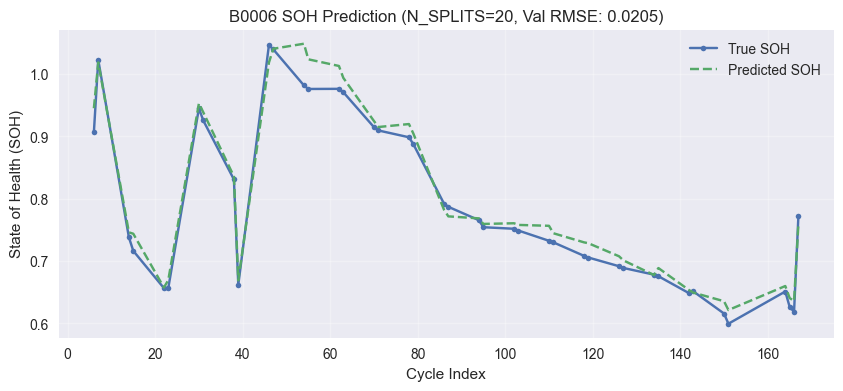 B0006 SOH Prediction (N_SPLITS=20, Val RMSE: 0.0205)
True SOH
Predicted SOH
State of Health (SOH)
1.0
0.9
0.8
0.7
0.6
0 20 40 60 80 100 120 140 160
Cycle Index